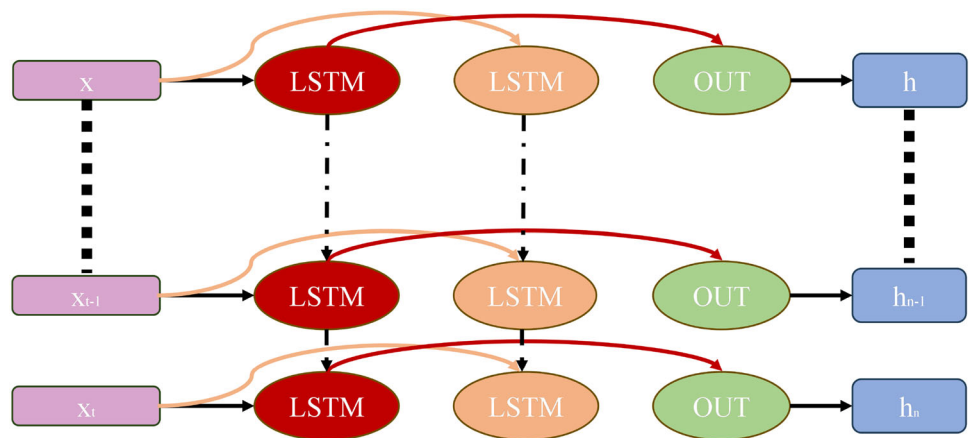 x LSTM LSTM OUT h
xₜ₋₁ LSTM LSTM OUT hₙ₋₁
xₜ LSTM LSTM OUT hₙ